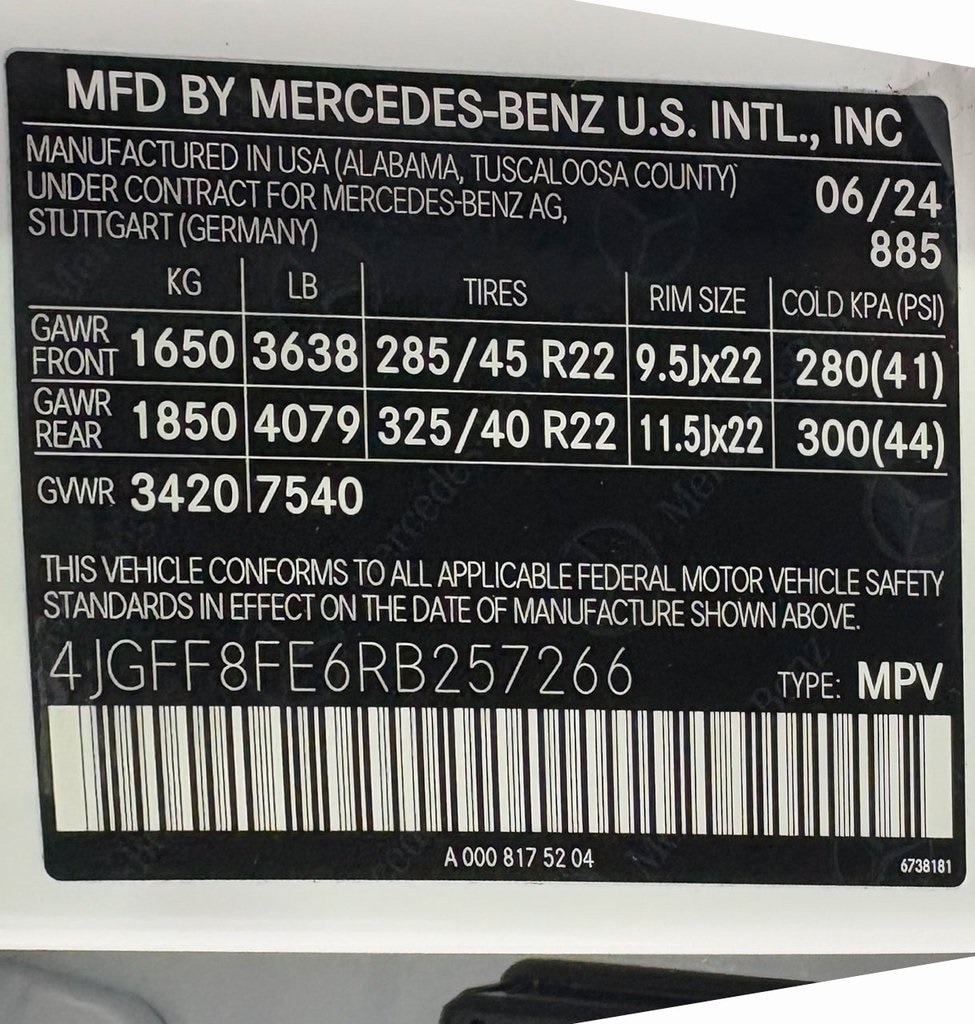 MFD BY MERCEDES-BENZ U.S. INTL., INC
MANUFACTURED IN USA (ALABAMA, TUSCALOOSA COUNTY)
UNDER CONTRACT FOR MERCEDES-BENZ AG,
STUTTGART (GERMANY)
06/24
885
KG LB TIRES RIM SIZE COLD KPA (PSI)
GAWR FRONT 1650 3638 285/45 R22 9.5Jx22 280(41)
GAWR REAR 1850 4079 325/40 R22 11.5Jx22 300(44)
GVWR 3420 7540
THIS VEHICLE CONFORMS TO ALL APPLICABLE FEDERAL MOTOR VEHICLE SAFETY
STANDARDS IN EFFECT ON THE DATE OF MANUFACTURE SHOWN ABOVE.
4JGFF8FE6RB257266 TYPE: MPV
A 000 817 52 04
6738181